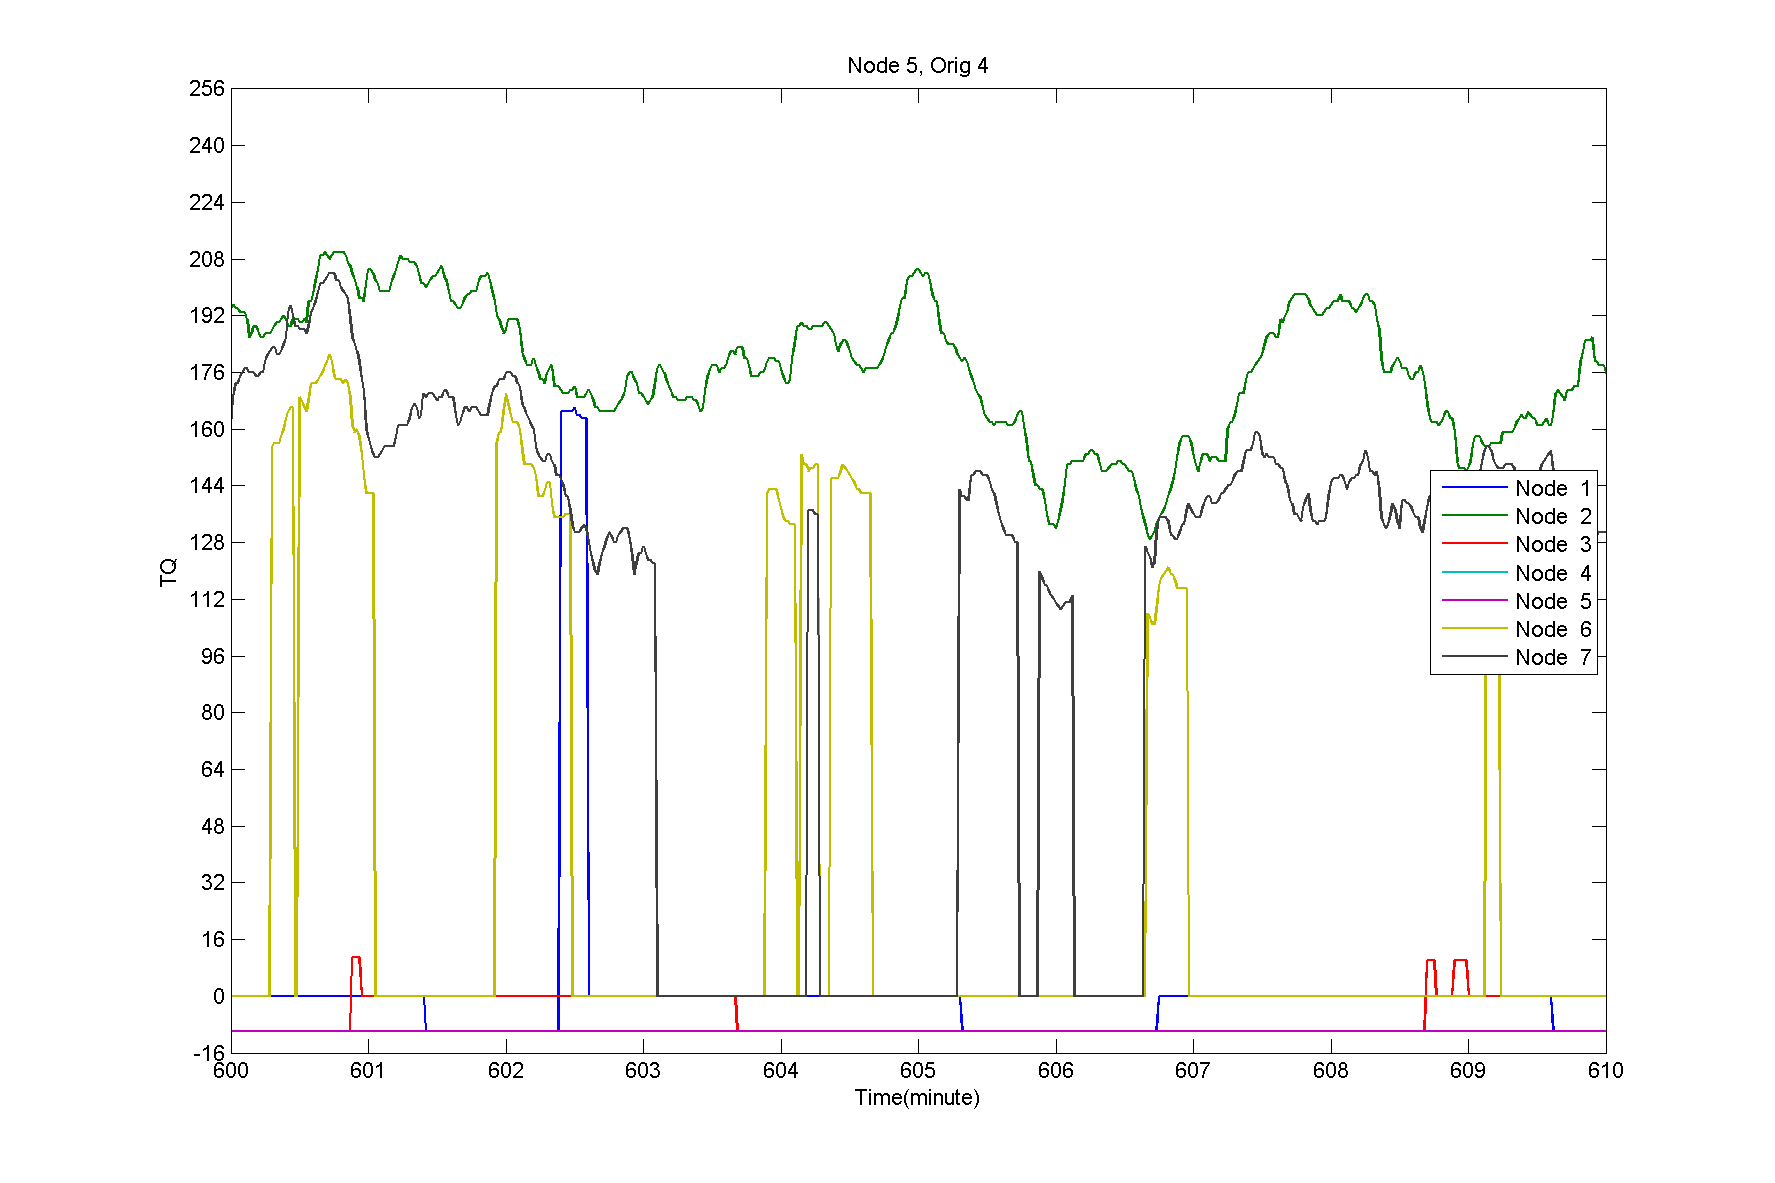 Node 5, Orig 4
256
240
224
208
192
176
160
144
128
112
96
80
64
48
32
16
0
-16
TQ
Node 1
Node 2
Node 3
Node 4
Node 5
Node 6
Node 7
600 601 602 603 604 605 606 607 608 609 610
Time(minute)